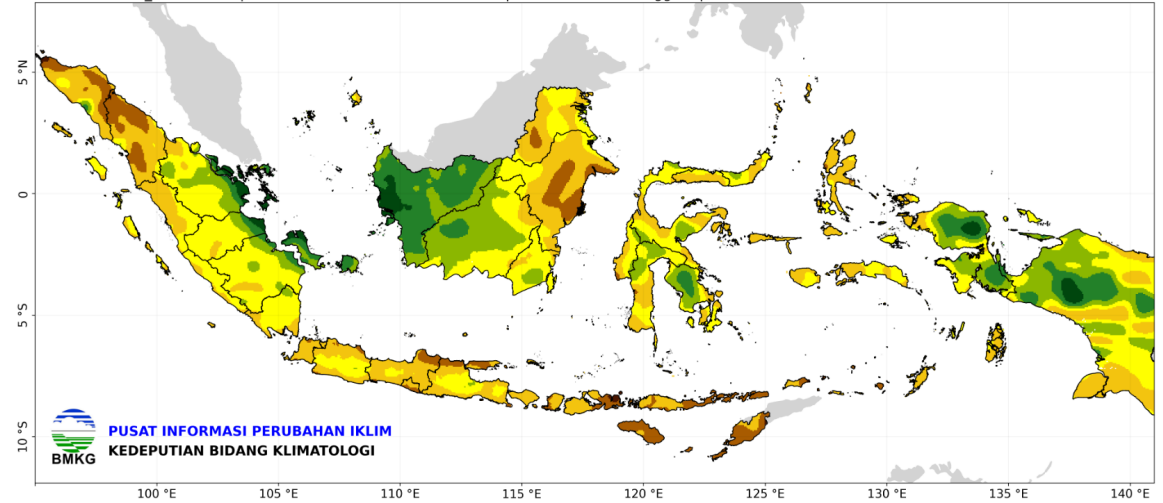 5 °N
0
5 °S
10 °S
BMKG
PUSAT INFORMASI PERUBAHAN IKLIM
KEDEPUTIAN BIDANG KLIMATOLOGI
100 °E
105 °E
110 °E
115 °E
120 °E
125 °E
130 °E
135 °E
140 °E